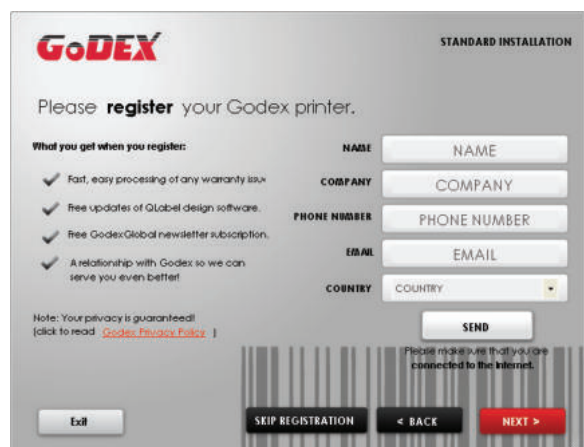 GoDEX
STANDARD INSTALLATION
Please register your Godex printer.
What you get when you register:
Fast, easy processing of any warranty issue
Free updates of QLabel design software.
Free GodexGlobal newsletter subscription.
A relationship with Godex so we can
serve you even better!
Note: Your privacy is guaranteed!
(click to read Godex Privacy Policy )
NAME NAME
COMPANY COMPANY
PHONE NUMBER PHONE NUMBER
EMAIL EMAIL
COUNTRY COUNTRY
SEND
Please make sure that you are
connected to the Internet.
Exit
SKIP REGISTRATION
< BACK
NEXT >